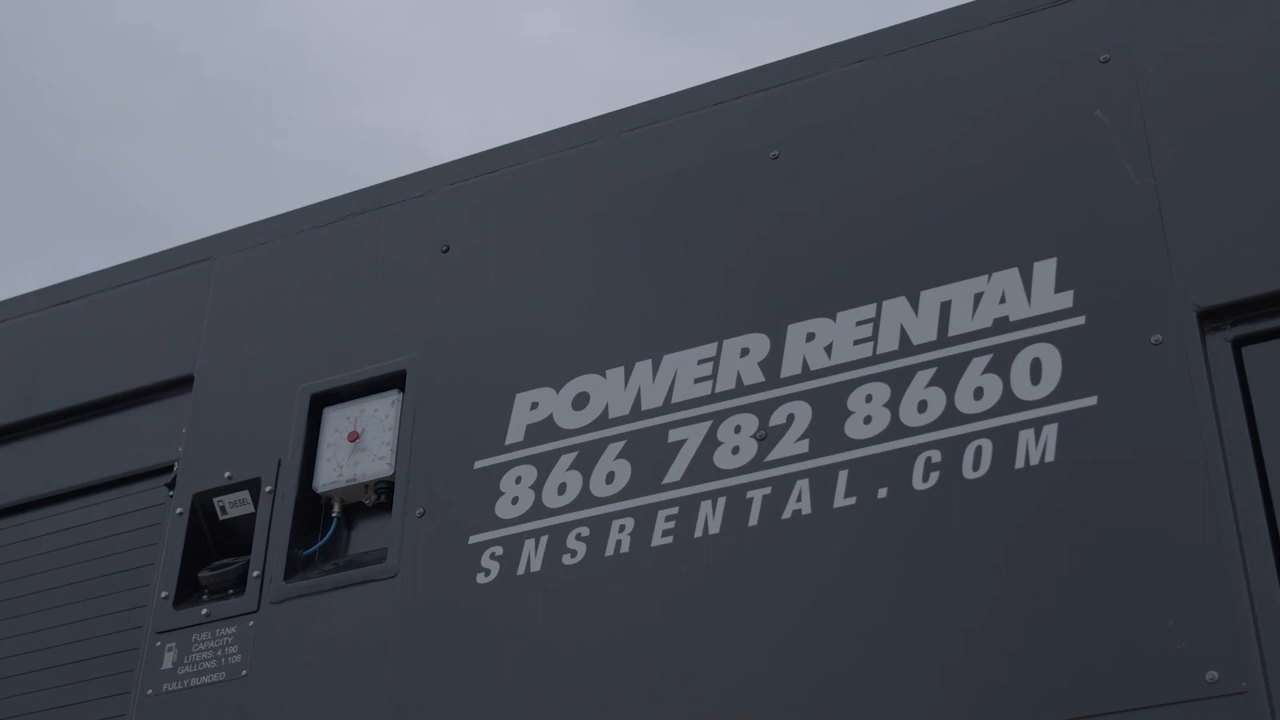 POWER RENTAL
866 782 8660
SNSRENTAL.COM
DIESEL
FUEL TANK
CAPACITY
LITERS: 4.190
GALLONS: 1.106
FULLY BUNDED